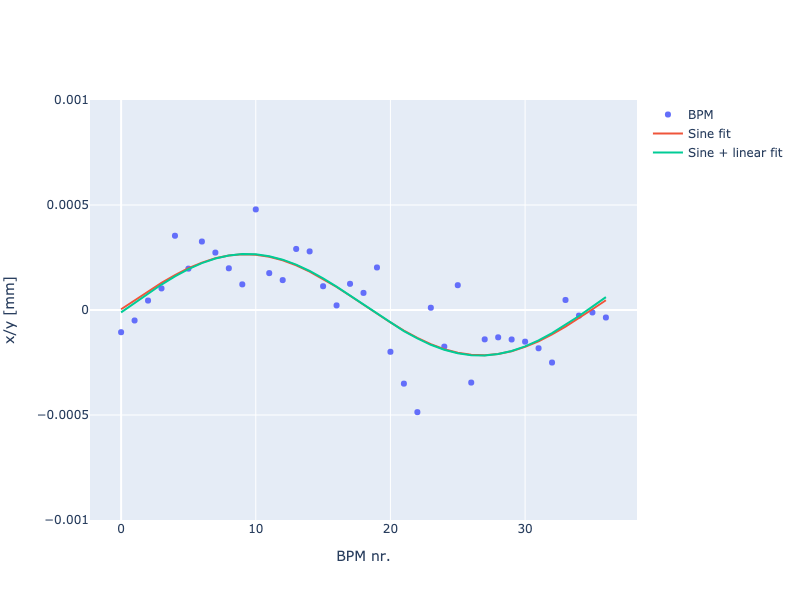 0.001
0.0005
0
−0.0005
−0.001
x/y [mm]
0
10
20
30
BPM nr.
BPM
Sine fit
Sine + linear fit